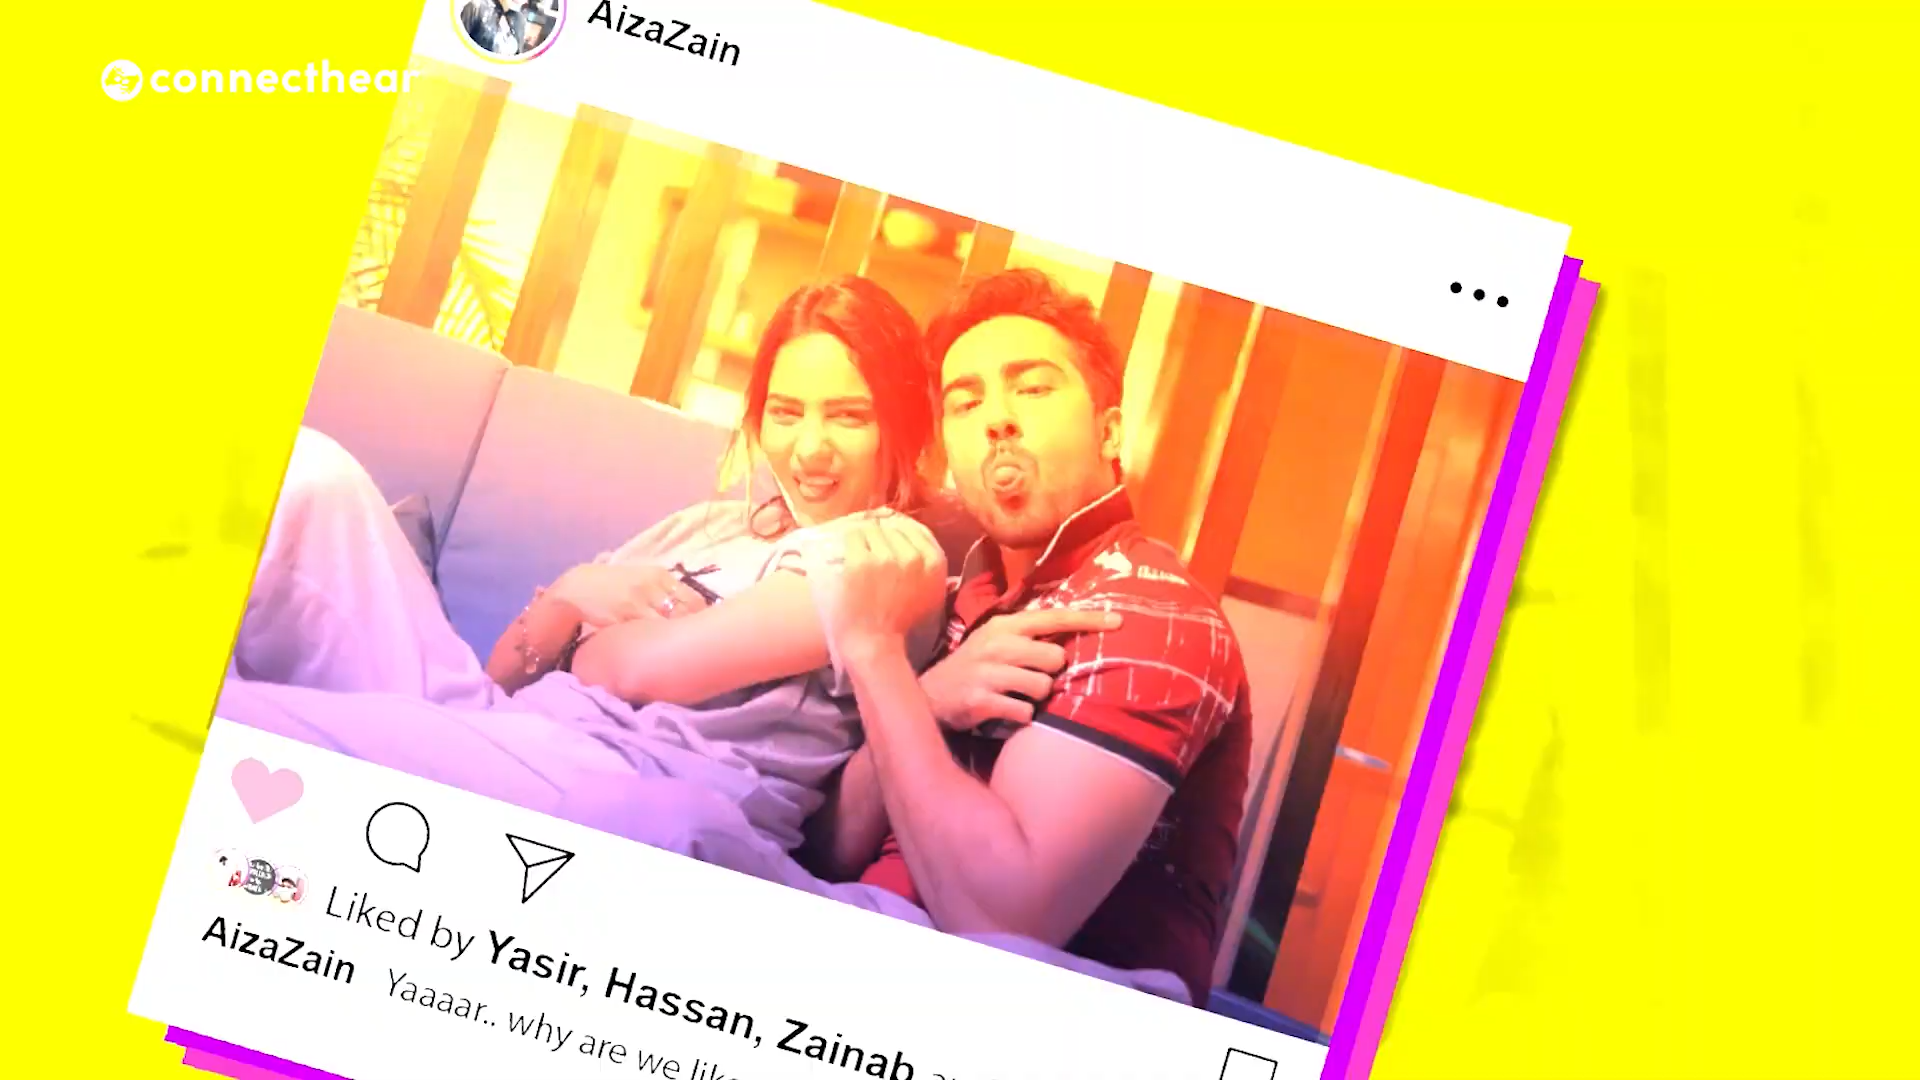 AizaZain
connecthear
Liked by Yasir, Hassan, Zainab
AizaZain Yaaaar.. why are we